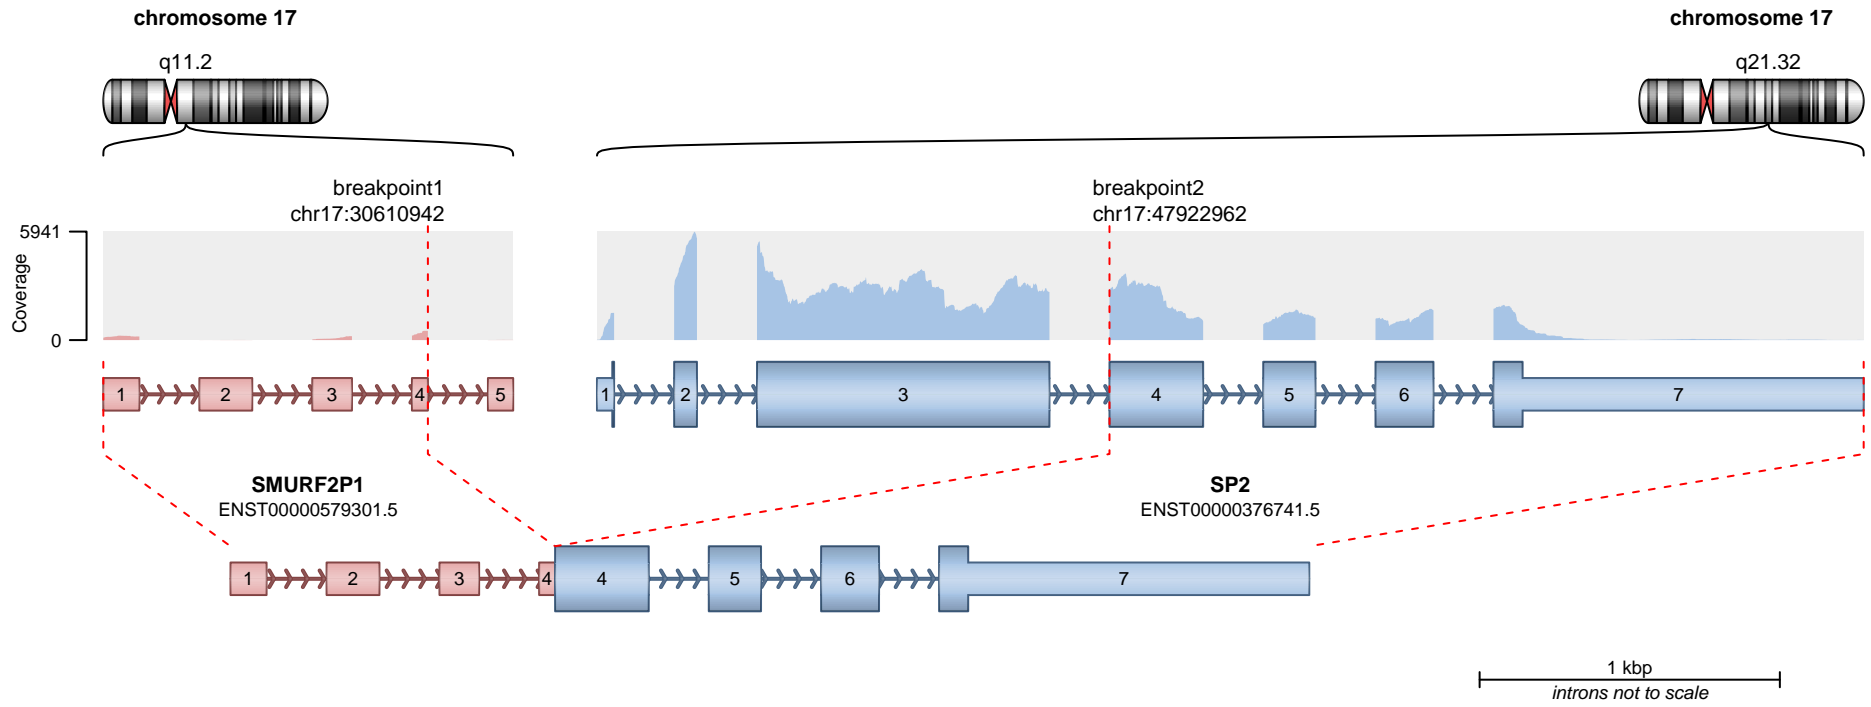 chromosome 17
chromosome 17
q11.2
q21.32
breakpoint1
chr17:30610942
breakpoint2
chr17:47922962
5941
Coverage
0
1 2 3 4 5
1 2 3 4 5 6 7
SMURF2P1
ENST00000579301.5
SP2
ENST00000376741.5
1 2 3 4 4 5 6 7
1 kbp
introns not to scale